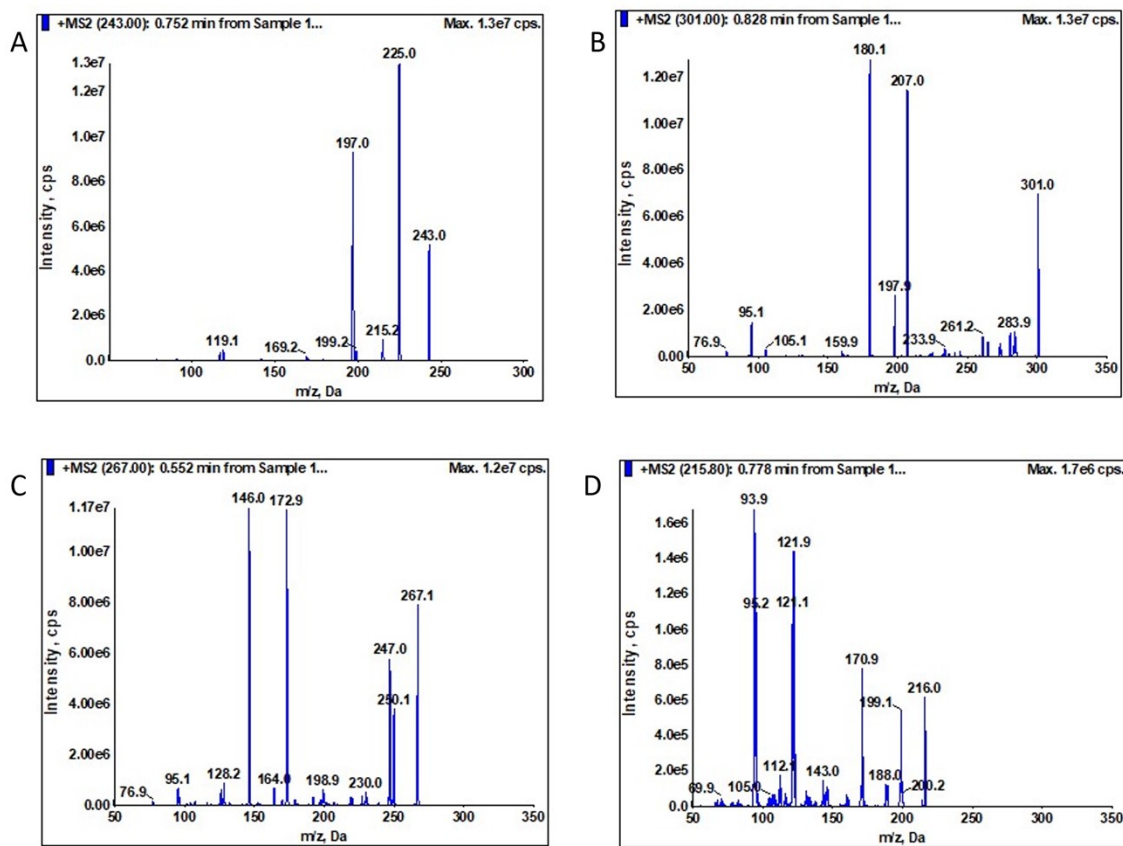 A
+MS2 (243.00): 0.752 min from Sample 1...
Max. 1.3e7 cps.
Intensity, cps
1.3e7
1.0e7
8.0e6
6.0e6
4.0e6
2.0e6
0.0
225.0
197.0
243.0
119.1
169.2
199.2
215.2
100
150
200
250
300
m/z, Da
B
+MS2 (301.00): 0.828 min from Sample 1...
Max. 1.3e7 cps.
Intensity, cps
1.20e7
1.00e7
8.00e6
6.00e6
4.00e6
2.00e6
0.00
180.1
207.0
301.0
197.9
95.1
76.9
105.1
159.9
233.9
261.2
283.9
50
100
150
200
250
300
350
m/z, Da
C
+MS2 (267.00): 0.552 min from Sample 1...
Max. 1.2e7 cps.
Intensity, cps
1.17e7
1.00e7
8.00e6
6.00e6
4.00e6
2.00e6
0.00
146.0
172.9
267.1
247.0
250.1
76.9
95.1
128.2
164.0
198.9
230.0
50
100
150
200
250
300
350
m/z, Da
D
+MS2 (215.80): 0.778 min from Sample 1...
Max. 1.7e6 cps.
Intensity, cps
1.6e6
1.4e6
1.2e6
1.0e6
8.0e5
6.0e5
4.0e5
2.0e5
0.0
93.9
121.9
95.2
121.1
170.9
199.1
216.0
69.9
105.0
112.1
143.0
188.0
200.2
50
100
150
200
250
300
350
m/z, Da